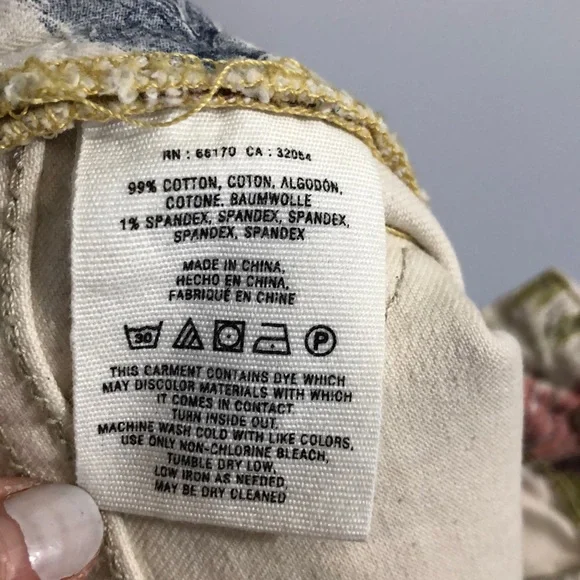 RN : 66170 CA : 32054
99% COTTON, COTON, ALGODÓN,
COTONE, BAUMWOLLE
1% SPANDEX, SPANDEX, SPANDEX,
SPANDEX, SPANDEX
MADE IN CHINA,
HECHO EN CHINA,
FABRIQUÉ EN CHINE
30 P
THIS GARMENT CONTAINS DYE WHICH
MAY DISCOLOR MATERIALS WITH WHICH
IT COMES IN CONTACT
TURN INSIDE OUT.
MACHINE WASH COLD WITH LIKE COLORS,
USE ONLY NON-CHLORINE BLEACH,
TUMBLE DRY LOW,
LOW IRON AS NEEDED,
MAY BE DRY CLEANED